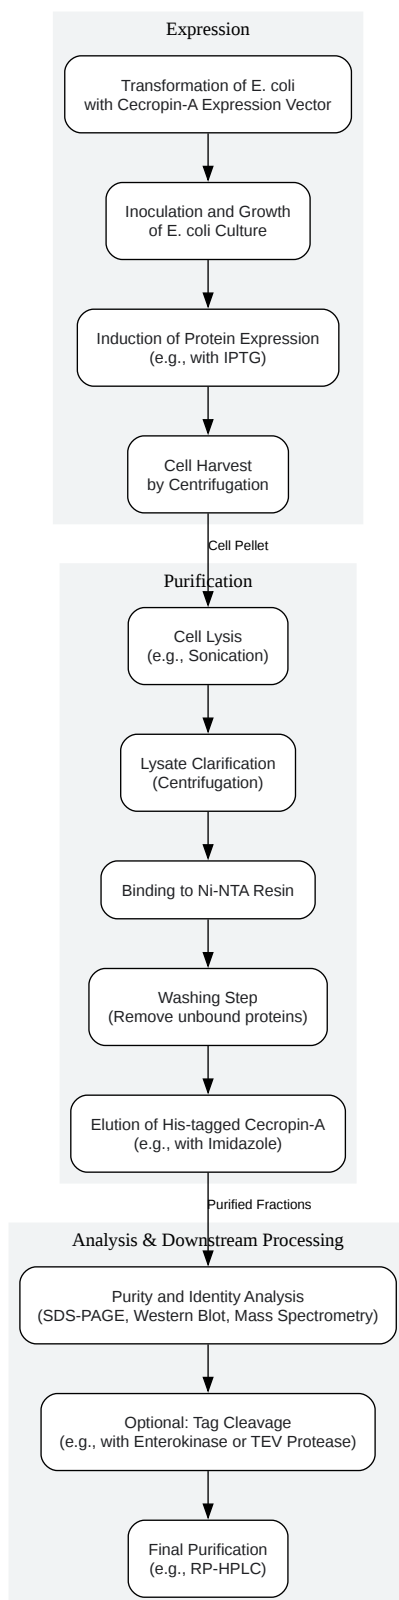 Expression
Transformation of E. coli
with Cecropin-A Expression Vector
Inoculation and Growth
of E. coli Culture
Induction of Protein Expression
(e.g., with IPTG)
Cell Harvest
by Centrifugation
Cell Pellet
Purification
Cell Lysis
(e.g., Sonication)
Lysate Clarification
(Centrifugation)
Binding to Ni-NTA Resin
Washing Step
(Remove unbound proteins)
Elution of His-tagged Cecropin-A
(e.g., with Imidazole)
Purified Fractions
Analysis & Downstream Processing
Purity and Identity Analysis
(SDS-PAGE, Western Blot, Mass Spectrometry)
Optional: Tag Cleavage
(e.g., with Enterokinase or TEV Protease)
Final Purification
(e.g., RP-HPLC)